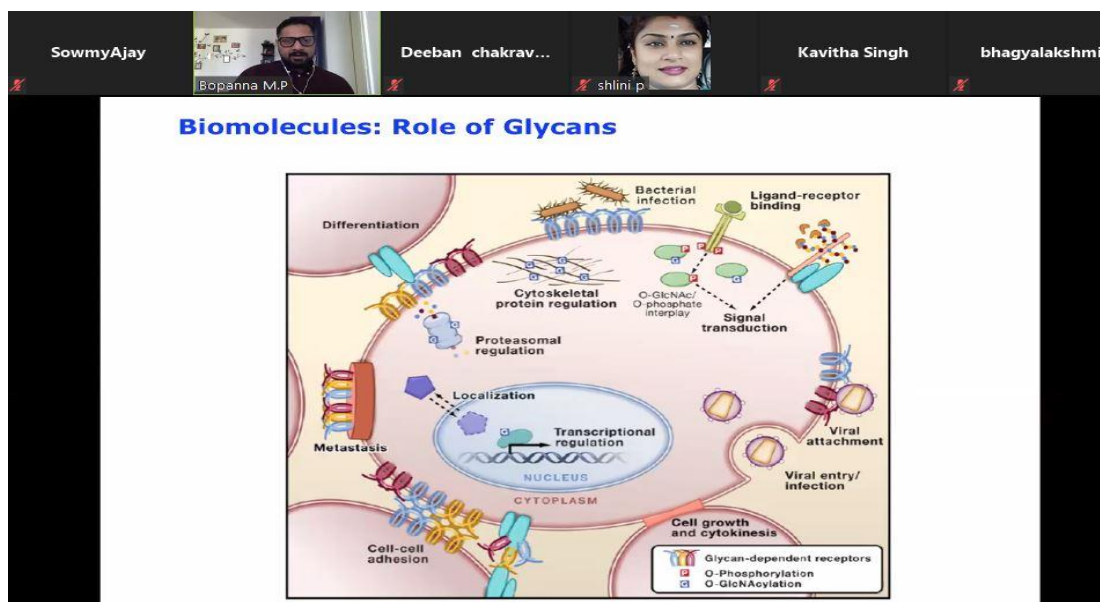 SowmyAjay
Bopanna M.P
Deeban chakrav...
shlini p
Kavitha Singh
bhagyalakshmi
Biomolecules: Role of Glycans
Differentiation
Bacterial
infection
Ligand-receptor
binding
Cytoskeletal
protein regulation
O-GlcNAc/
O-phosphate
interplay
Signal
transduction
Proteasomal
regulation
Localization
Transcriptional
regulation
NUCLEUS
CYTOPLASM
Metastasis
Viral
attachment
Viral entry/
infection
Cell-cell
adhesion
Cell growth
and cytokinesis
Glycan-dependent receptors
P O-Phosphorylation
G O-GlcNAcylation